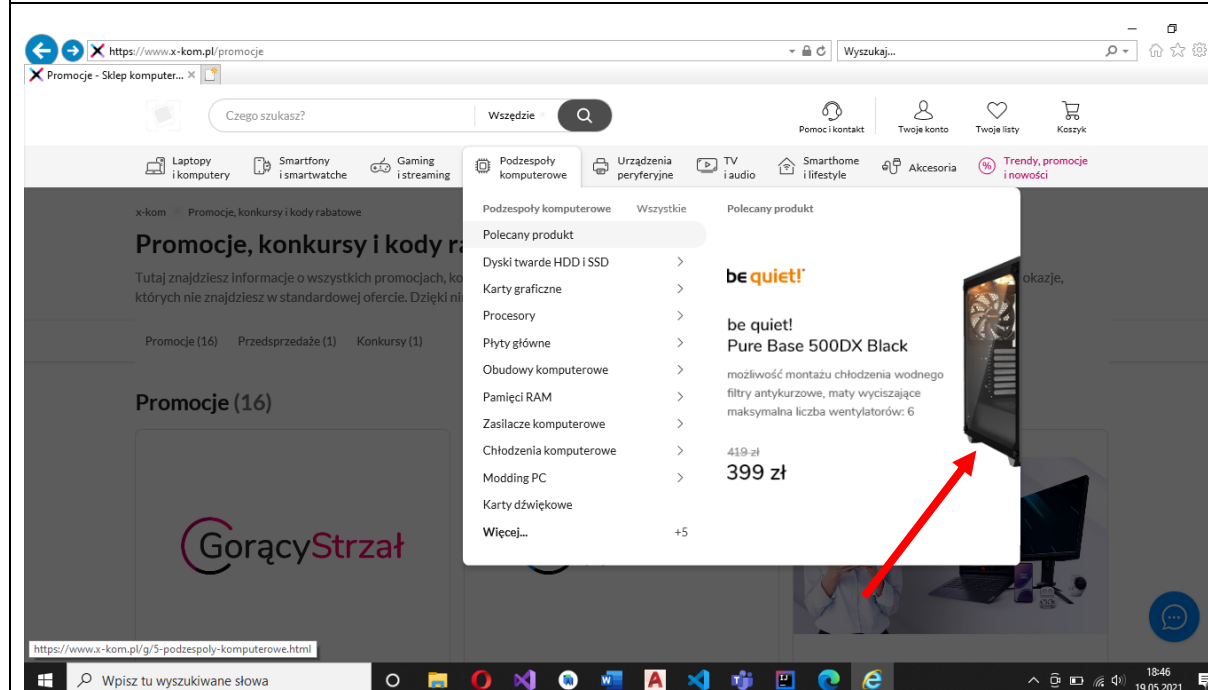 https://www.x-kom.pl/promocje
Wyszukaj...
Promocje - Sklep komputer...
Czego szukasz?
Wszędzie
Pomoc i kontakt
Twoje konto
Twoje listy
Koszyk
Laptopy
i komputery
Smartfony
i smartwatche
Gaming
i streaming
Podzespoły
komputerowe
Urządzenia
peryferyjne
TV
i audio
Smarthome
i lifestyle
Akcesoria
%
Trendy, promocje
i nowości
x-kom
Promocje, konkursy i kody rabatowe
Promocje, konkursy i kody
Tutaj znajdziesz informacje o wszystkich promocjach,
okazje,
których nie znajdziesz w standardowej ofercie. Dzięki
Promocje (16)
Przedsprzedaże (1)
Konkursy (1)
Promocje (16)
GorącyStrzał
Podzespoły komputerowe
Wszystkie
Polecany produkt
Dyski twarde HDD i SSD
Karty graficzne
Procesory
Płyty główne
Obudowy komputerowe
Pamięci RAM
Zasilacze komputerowe
Chłodzenia komputerowe
Modding PC
Karty dźwiękowe
Więcej...
+5
Polecany produkt
be quiet!
be quiet!
Pure Base 500DX Black
możliwość montażu chłodzenia wodnego
filtry antykurzowe, maty wyciszające
maksymalna liczba wentylatorów: 6
419 zł
399 zł
https://www.x-kom.pl/g/5-podzespoly-komputerowe.html
Wpisz tu wyszukiwane słowa
18:46
19.05.2021